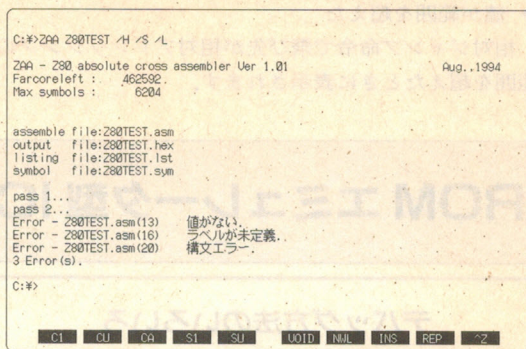 C:¥>ZAA Z80TEST /H /S /L
ZAA - Z80 absolute cross assembler Ver 1.01 Aug..1994
Farcoreleft : 462592.
Max symbols : 6204
assemble file:Z80TEST.asm
output file:Z80TEST.hex
listing file:Z80TEST.lst
symbol file:Z80TEST.sym
pass 1...
pass 2...
Error - Z80TEST.asm(13) 値がない.
Error - Z80TEST.asm(16) ラベルが未定義.
Error - Z80TEST.asm(20) 構文エラー.
3 Error(s).
C:¥>
C1 CU CA S1 SU VOID NWL INS REP ^Z